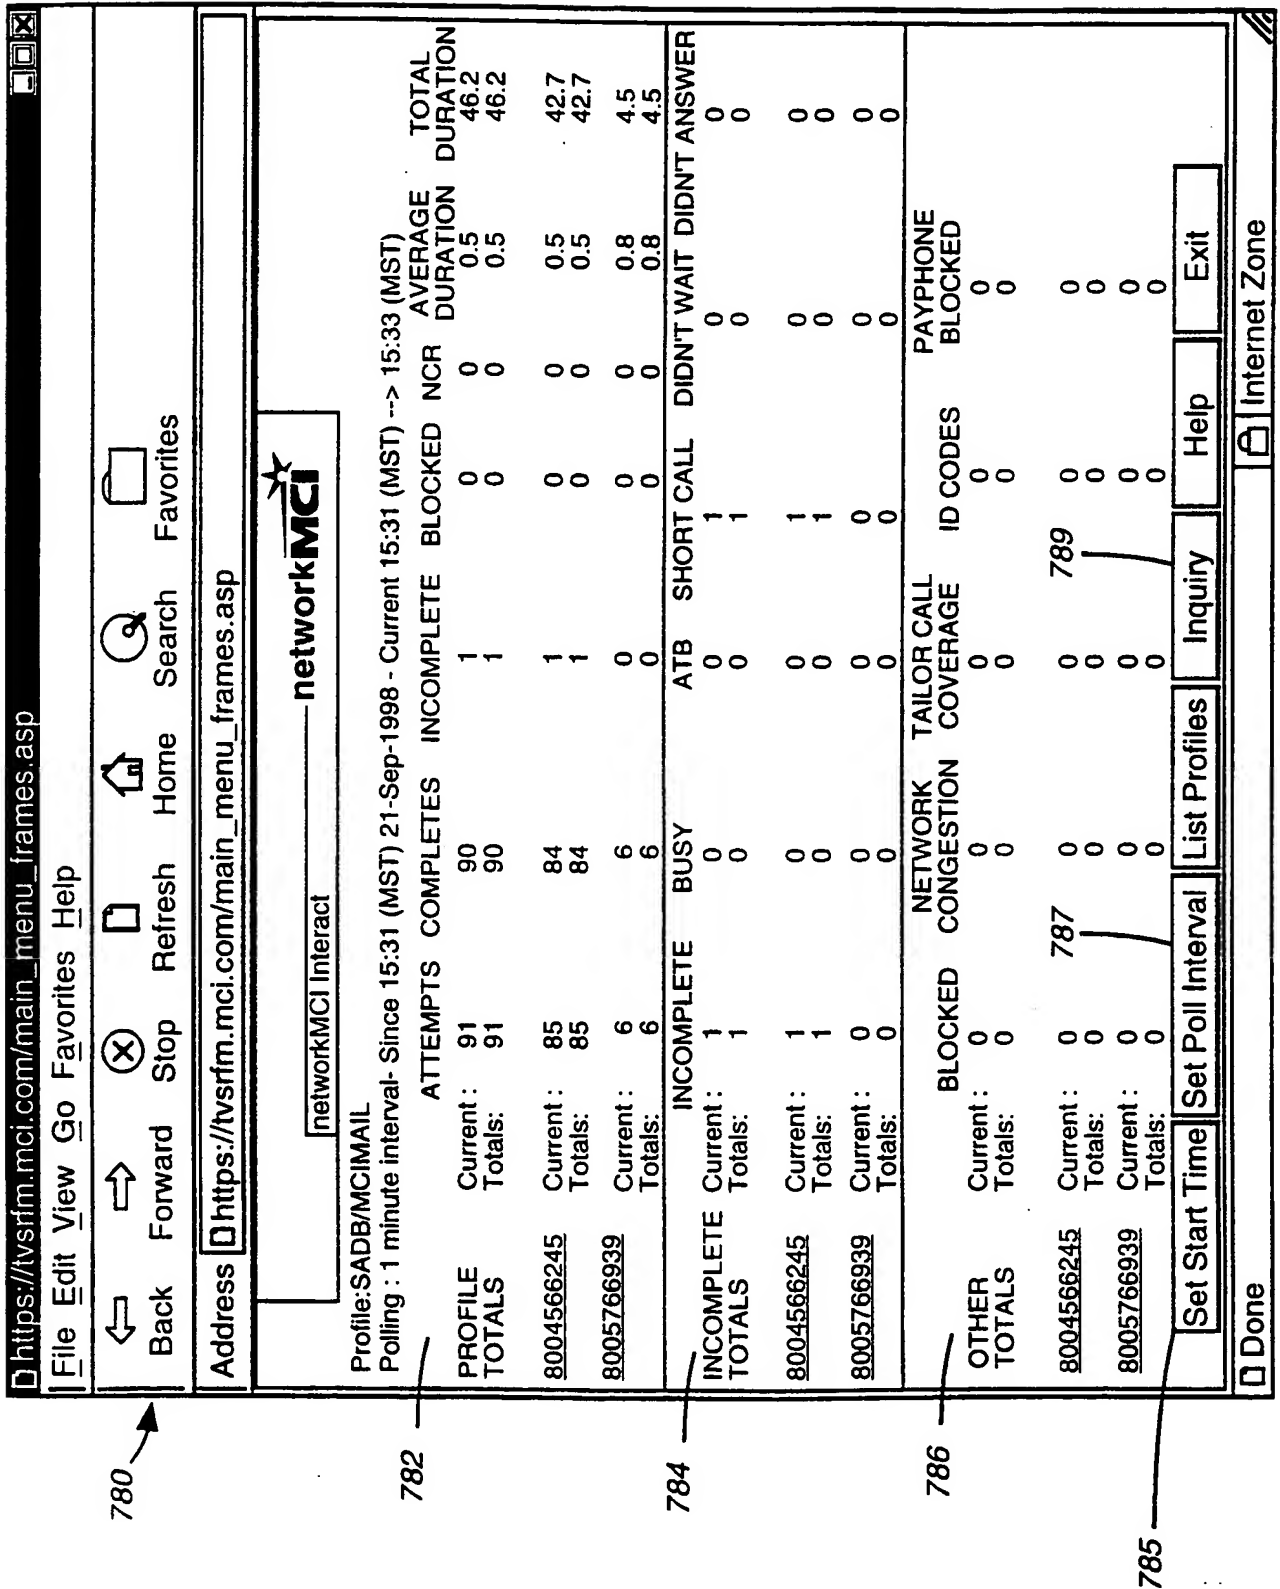 https://tvsrfm.mci.com/main_menu_frames.asp
File Edit View Go Favorites Help
Back Forward Stop Refresh Home Search Favorites
Address https://tvsrfm.mci.com/main_menu_frames.asp
networkMCI Interact
networkMCI
Profile:SADB/MCIMAIL
Polling : 1 minute interval- Since 15:31 (MST) 21-Sep-1998 - Current 15:31 (MST) --> 15:33 (MST)
ATTEMPTS COMPLETES INCOMPLETE BLOCKED NCR AVERAGE DURATION TOTAL DURATION
PROFILE Current : 91 90 1 0 0 0.5 46.2
TOTALS Totals: 91 90 1 0 0 0.5 46.2
8004566245 Current : 85 84 1 0 0 0.5 42.7
Totals: 85 84 1 0 0 0.5 42.7
8005766939 Current : 6 6 0 0 0 0.8 4.5
Totals: 6 6 0 0 0 0.8 4.5
INCOMPLETE BUSY ATB SHORT CALL DIDN'T WAIT DIDN'T ANSWER
INCOMPLETE Current : 1 0 0 1 0 0
TOTALS Totals: 1 0 0 1 0 0
8004566245 Current : 1 0 0 1 0 0
Totals: 1 0 0 1 0 0
8005766939 Current : 0 0 0 0 0 0
Totals: 0 0 0 0 0 0
BLOCKED NETWORK CONGESTION TAILOR CALL COVERAGE ID CODES PAYPHONE BLOCKED
OTHER Current : 0 0 0 0 0
TOTALS Totals: 0 0 0 0 0
8004566245 Current : 0 0 0 0 0
Totals: 0 0 0 0 0
8005766939 Current : 0 0 0 0 0
Totals: 0 0 0 0 0
Set Start Time Set Poll Interval List Profiles Inquiry Help Exit
Done Internet Zone
780
782
784
786
785
787
789